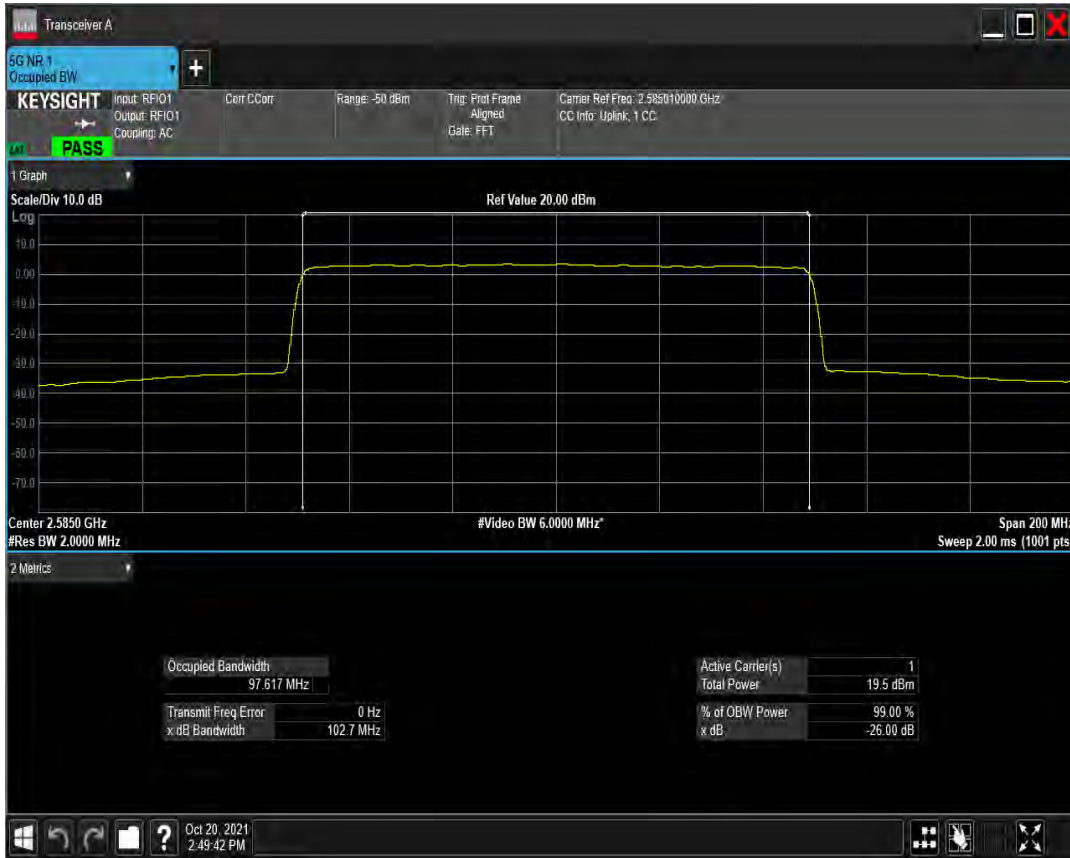 Transceiver A
5G NR 1
Occupied BW
KEYSIGHT
PASS
Input: RFIO1
Output: RFIO1
Coupling: AC
Corr CCorr
Range: -50 dBm
Trig: Prot Frame
Aligned
Gate: FFT
Carrier Ref Freq: 2.585010000 GHz
CC Info: Uplink, 1 CC
1 Graph
Scale/Div 10.0 dB
Ref Value 20.00 dBm
Log
10.0
0.00
-10.0
-20.0
-30.0
-40.0
-50.0
-60.0
-70.0
Center 2.5850 GHz
#Video BW 6.0000 MHz*
Span 200 MHz
#Res BW 2.0000 MHz
Sweep 2.00 ms (1001 pts
2 Metrics
Occupied Bandwidth
97.617 MHz
Transmit Freq Error 0 Hz
x dB Bandwidth 102.7 MHz
Active Carrier(s) 1
Total Power 19.5 dBm
% of OBW Power 99.00 %
x dB -26.00 dB
Oct 20, 2021
2:49:42 PM